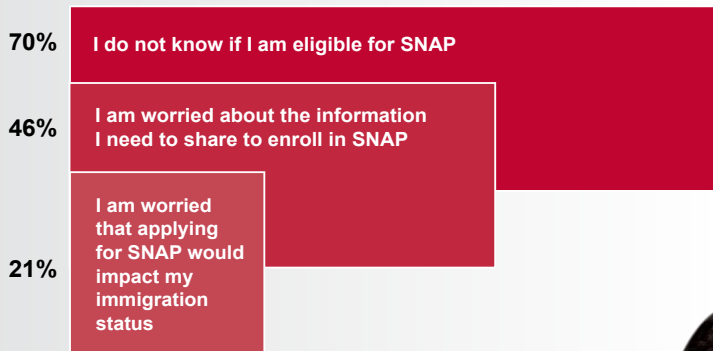 70%
I do not know if I am eligible for SNAP
46%
I am worried about the information
I need to share to enroll in SNAP
21%
I am worried
that applying
for SNAP would
impact my
immigration
status